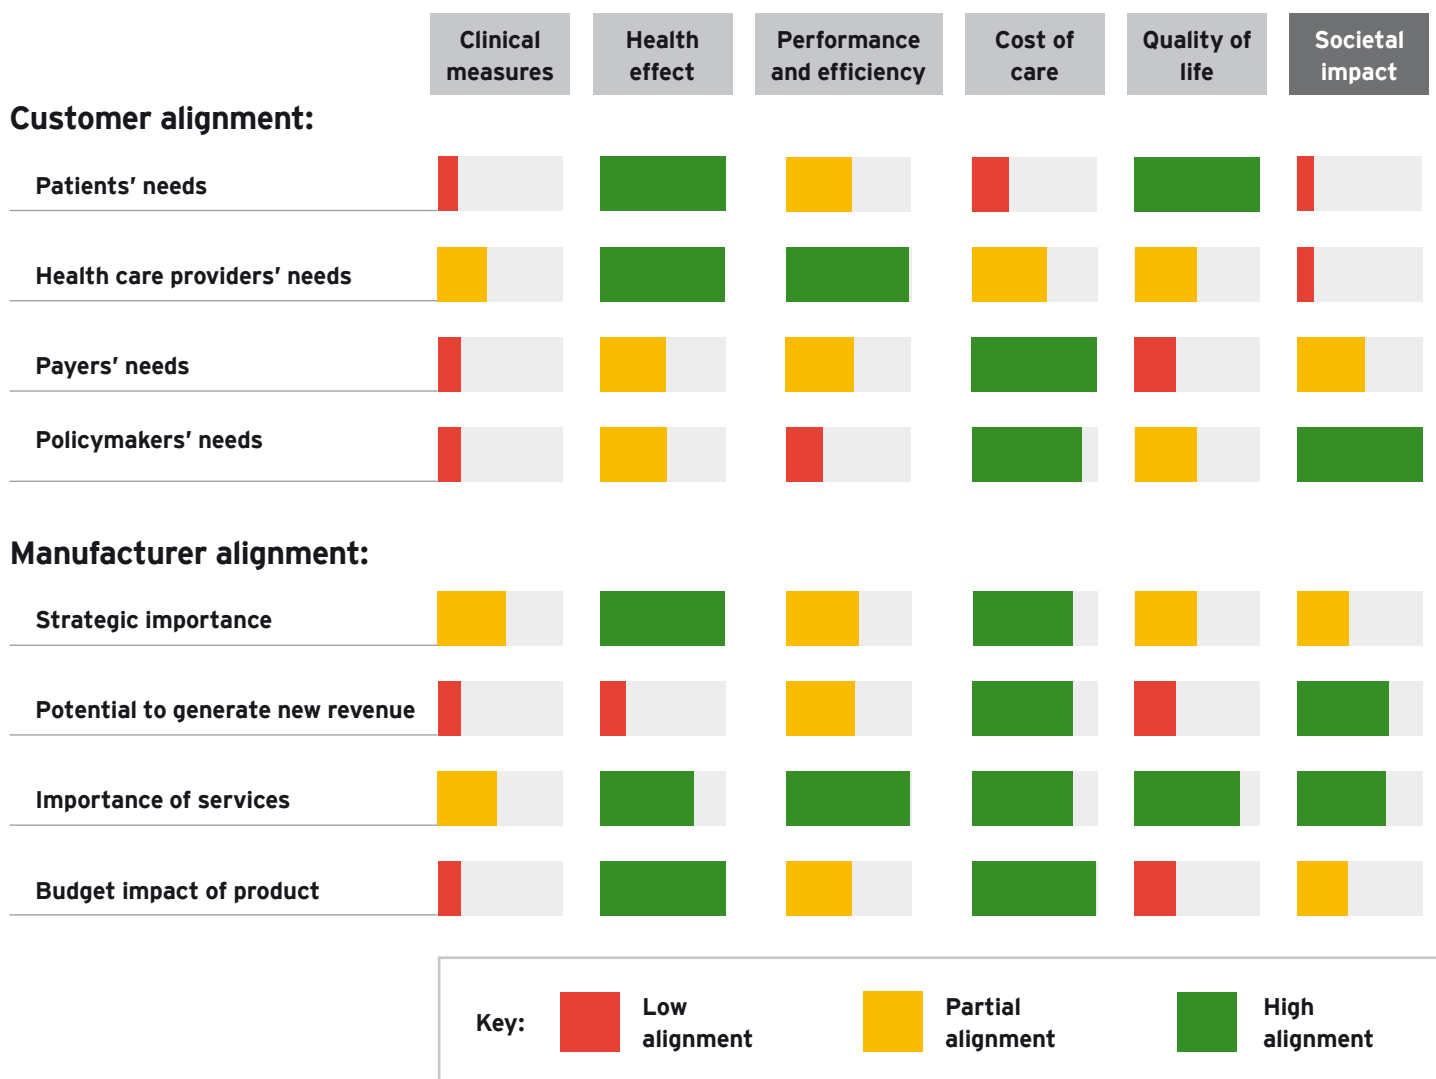 Clinical
measures
Health
effect
Performance
and efficiency
Cost of
care
Quality of
life
Societal
impact
Customer alignment:
Patients’ needs
Health care providers’ needs
Payers’ needs
Policymakers’ needs
Manufacturer alignment:
Strategic importance
Potential to generate new revenue
Importance of services
Budget impact of product
Key:
Low
alignment
Partial
alignment
High
alignment